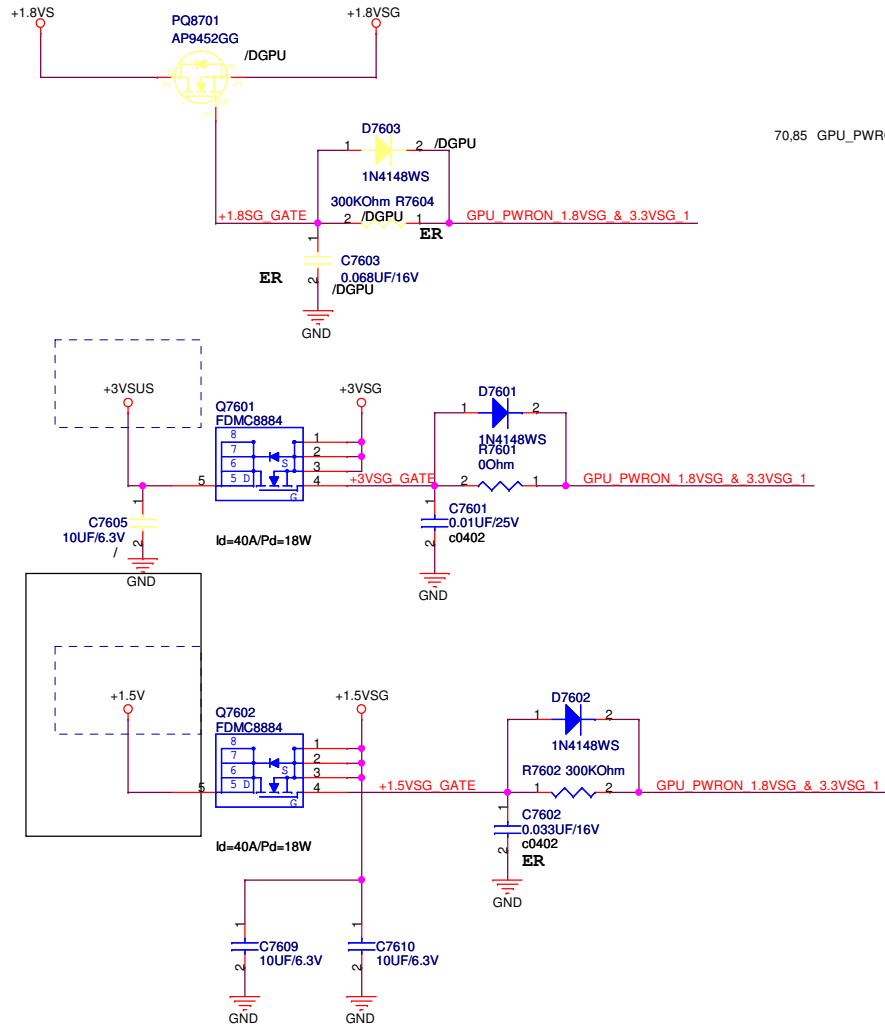 +1.8VS
PQ8701
AP9452GG
/DGPU
+1.8VSG
D7603
1
2
/DGPU
1N4148WS
70,85 GPU_PWR
300KOhm R7604
+1.8SG_GATE
2
/DGPU
1
GPU_PWRON_1.8VSG_&_3.3VSG_1
ER
1
C7603
ER
0.068UF/16V
2
/DGPU
GND
+3VSUS
+3VSG
Q7601
FDMC8884
D7601
1
2
1N4148WS
R7601
0Ohm
8
1
7
2
6
S
3
5
5
D
G
4
+3VSG_GATE
2
1
GPU_PWRON_1.8VSG_&_3.3VSG_1
1
C7605
10UF/6.3V
2
/
GND
Id=40A/Pd=18W
1
C7601
0.01UF/25V
c0402
2
GND
+1.5V
+1.5VSG
Q7602
FDMC8884
D7602
1
2
1N4148WS
8
1
7
2
6
S
3
5
5
D
G
4
+1.5VSG_GATE
R7602 300KOhm
1
2
GPU_PWRON_1.8VSG_&_3.3VSG_1
Id=40A/Pd=18W
1
C7602
0.033UF/16V
c0402
2
ER
GND
1
C7609
10UF/6.3V
2
GND
1
C7610
10UF/6.3V
2
GND